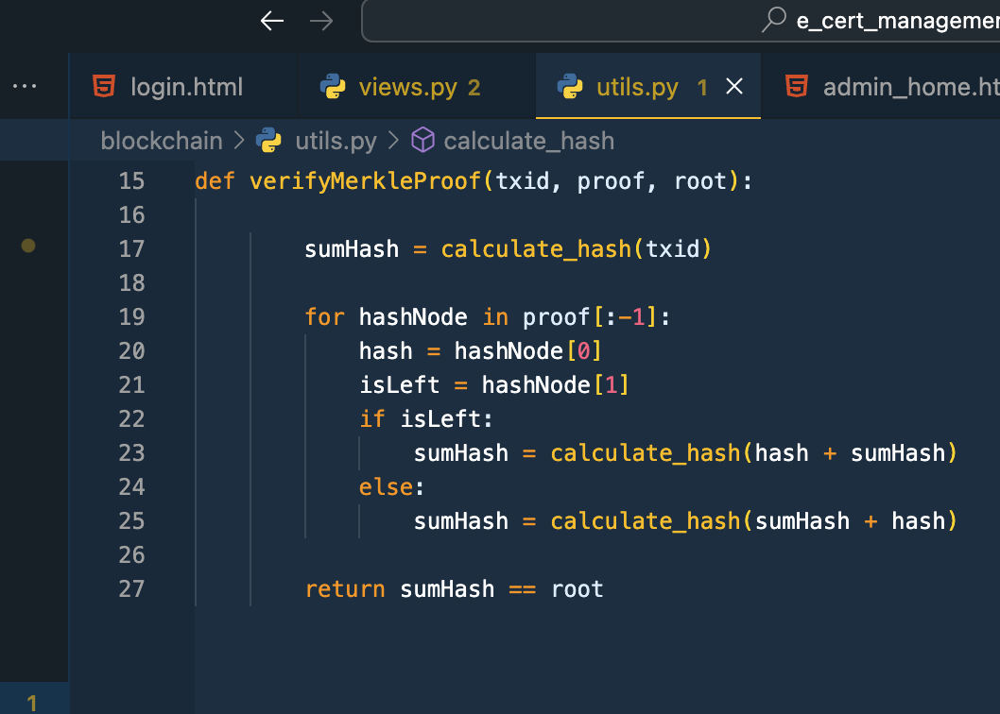 e_cert_managemen
login.html views.py 2 utils.py 1 admin_home.ht
blockchain > utils.py > calculate_hash
15 def verifyMerkleProof(txid, proof, root):
16
17         sumHash = calculate_hash(txid)
18
19         for hashNode in proof[:-1]:
20             hash = hashNode[0]
21             isLeft = hashNode[1]
22             if isLeft:
23                 sumHash = calculate_hash(hash + sumHash)
24             else:
25                 sumHash = calculate_hash(sumHash + hash)
26
27         return sumHash == root
1